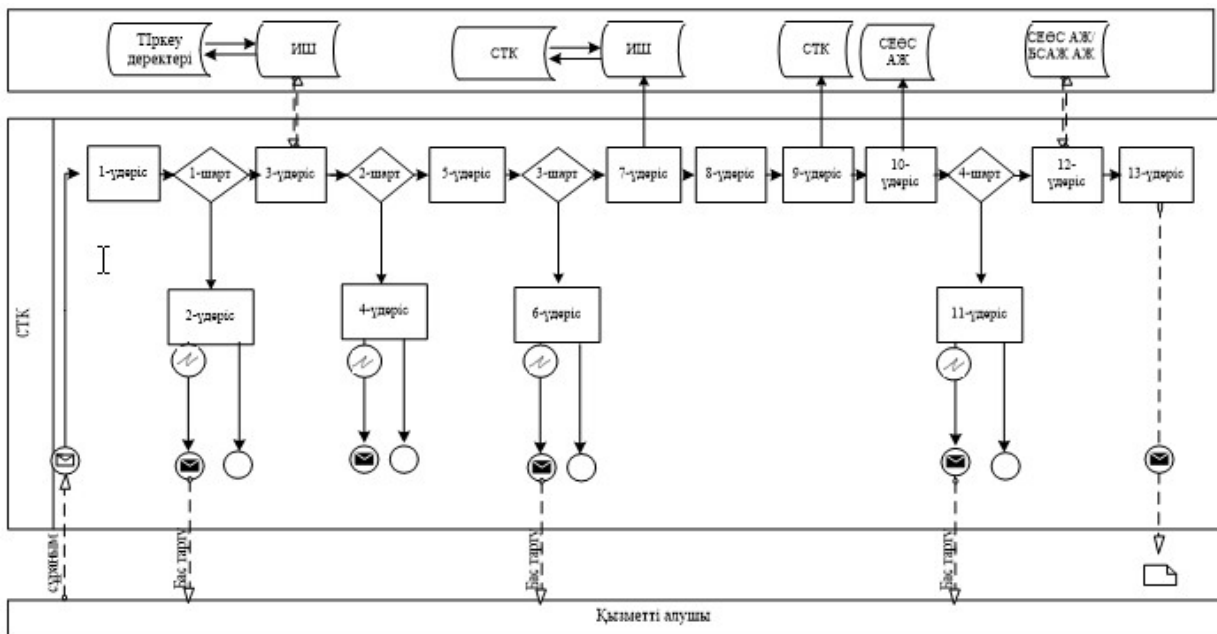 Тіркеу
деректері
ИШ
СТК
ИШ
СТК
СЕӨС
АЖ
СЕӨС АЖ/
БСАЖ АЖ
1-үдеріс
1-шарт
3-үдеріс
2-шарт
5-үдеріс
3-шарт
7-үдеріс
8-үдеріс
9-үдеріс
10-
үдеріс
4-шарт
12-
үдеріс
13-үдеріс
2-үдеріс
4-үдеріс
6-үдеріс
11-үдеріс
СТК
сұраным
Бас тарту
Бас тарту
Бас тарту
Қызметті алушы